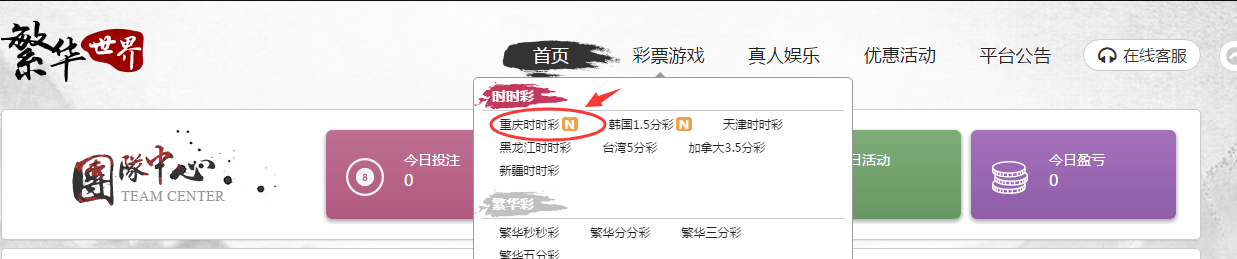 繁华世界
首页 彩票游戏 真人娱乐 优惠活动 平台公告 在线客服
时时彩
重庆时时彩 N 韩国1.5分彩 N 天津时时彩
黑龙江时时彩 台湾5分彩 加拿大3.5分彩
新疆时时彩
繁华彩
繁华秒秒彩 繁华分分彩 繁华三分彩
繁华五分彩
團隊中心
TEAM CENTER
8
今日投注
0
日活动
今日盈亏
0